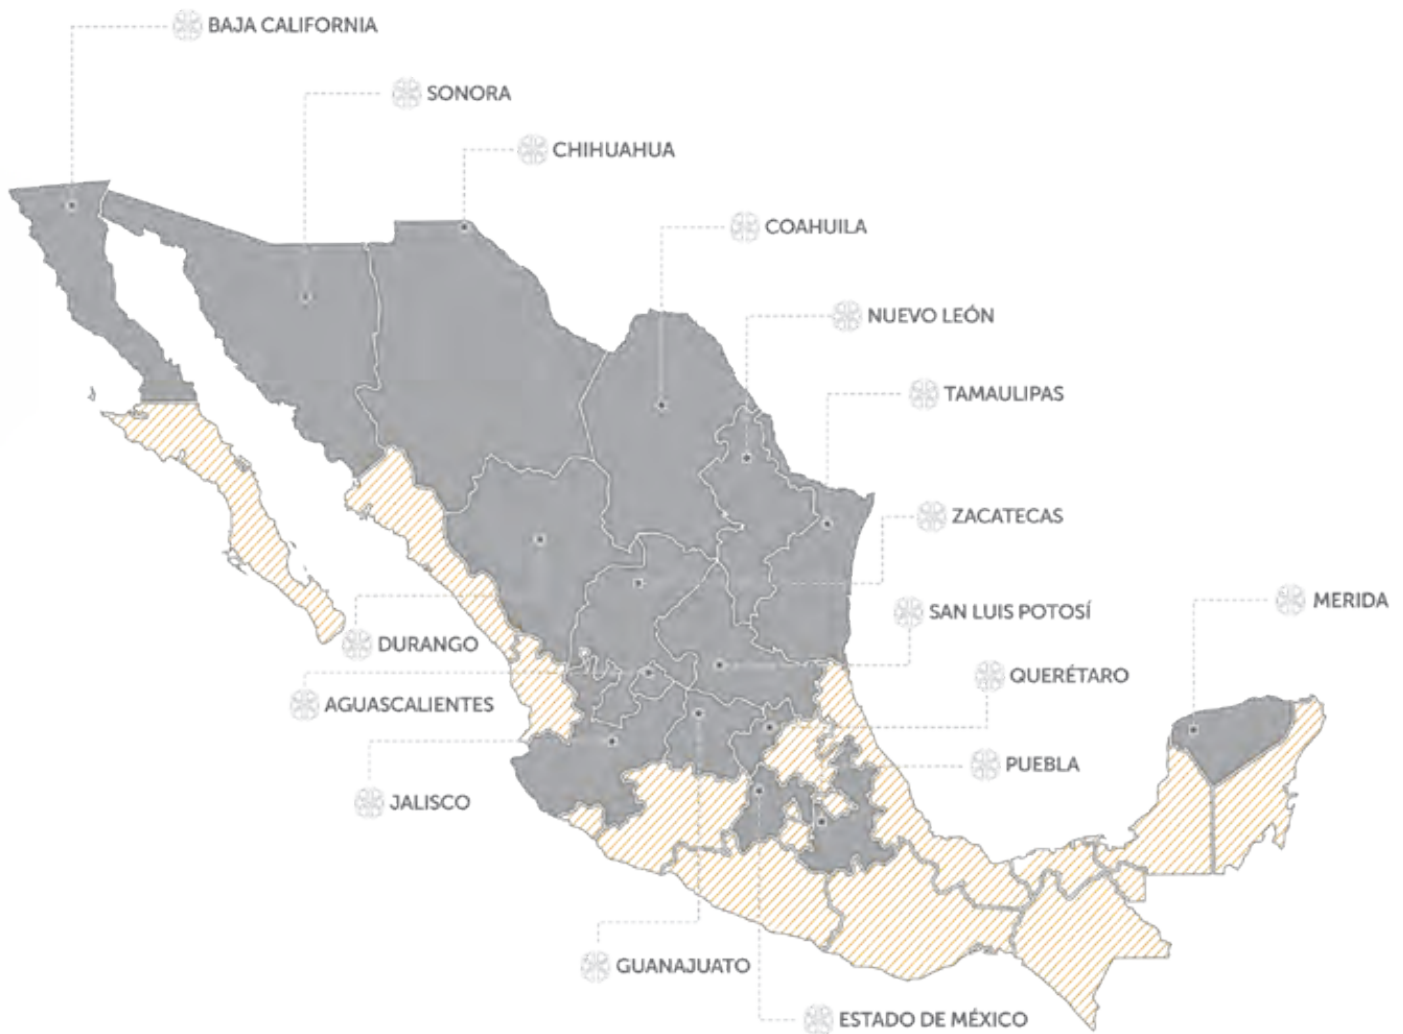 BAJA CALIFORNIA
SONORA
CHIHUAHUA
COAHUILA
NUEVO LEÓN
TAMAULIPAS
ZACATECAS
MERIDA
SAN LUIS POTOSÍ
DURANGO
QUERÉTARO
AGUASCALIENTES
PUEBLA
JALISCO
GUANAJUATO
ESTADO DE MÉXICO